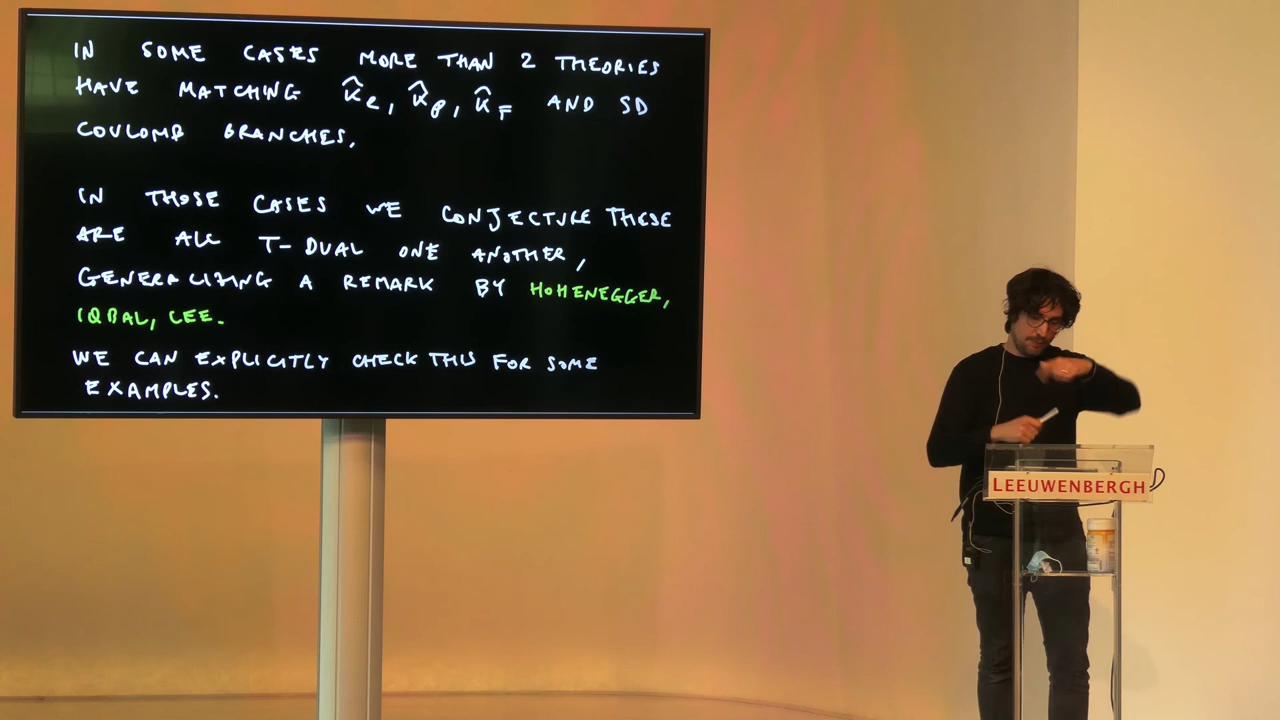 IN SOME CASES MORE THAN 2 THEORIES
HAVE MATCHING κ̂_R, κ̂_P, κ̂_F AND 5D
COULOMB BRANCHES.
IN THOSE CASES WE CONJECTURE THESE
ARE ALL T-DUAL ONE ANOTHER,
GENERALIZING A REMARK BY HOHENEGGER,
IQBAL, LEE.
WE CAN EXPLICITLY CHECK THIS FOR SOME
EXAMPLES.
LEEUWENBERGH